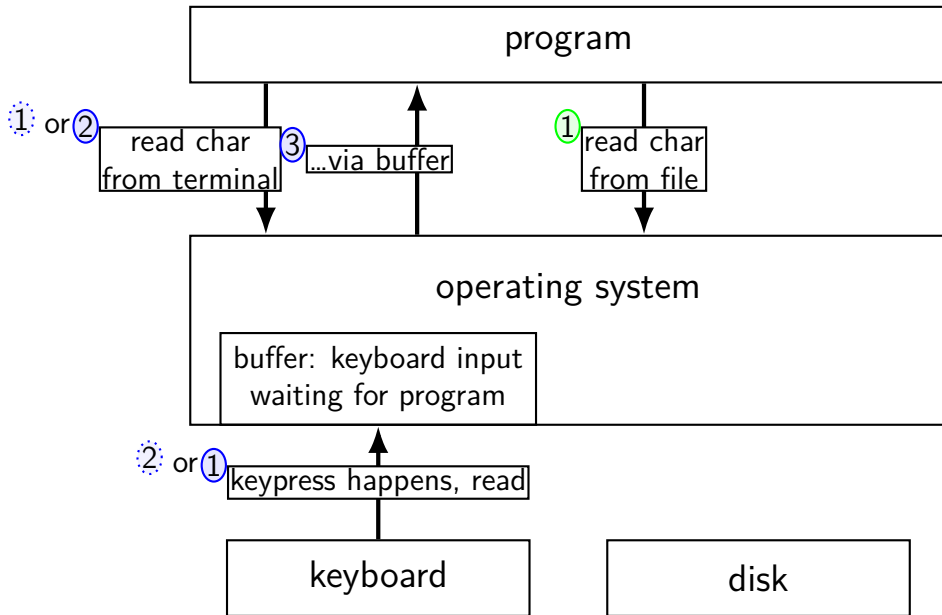 program
1 or 2
read char
from terminal
3
...via buffer
1
read char
from file
operating system
buffer: keyboard input
waiting for program
2 or 1
keypress happens, read
keyboard
disk